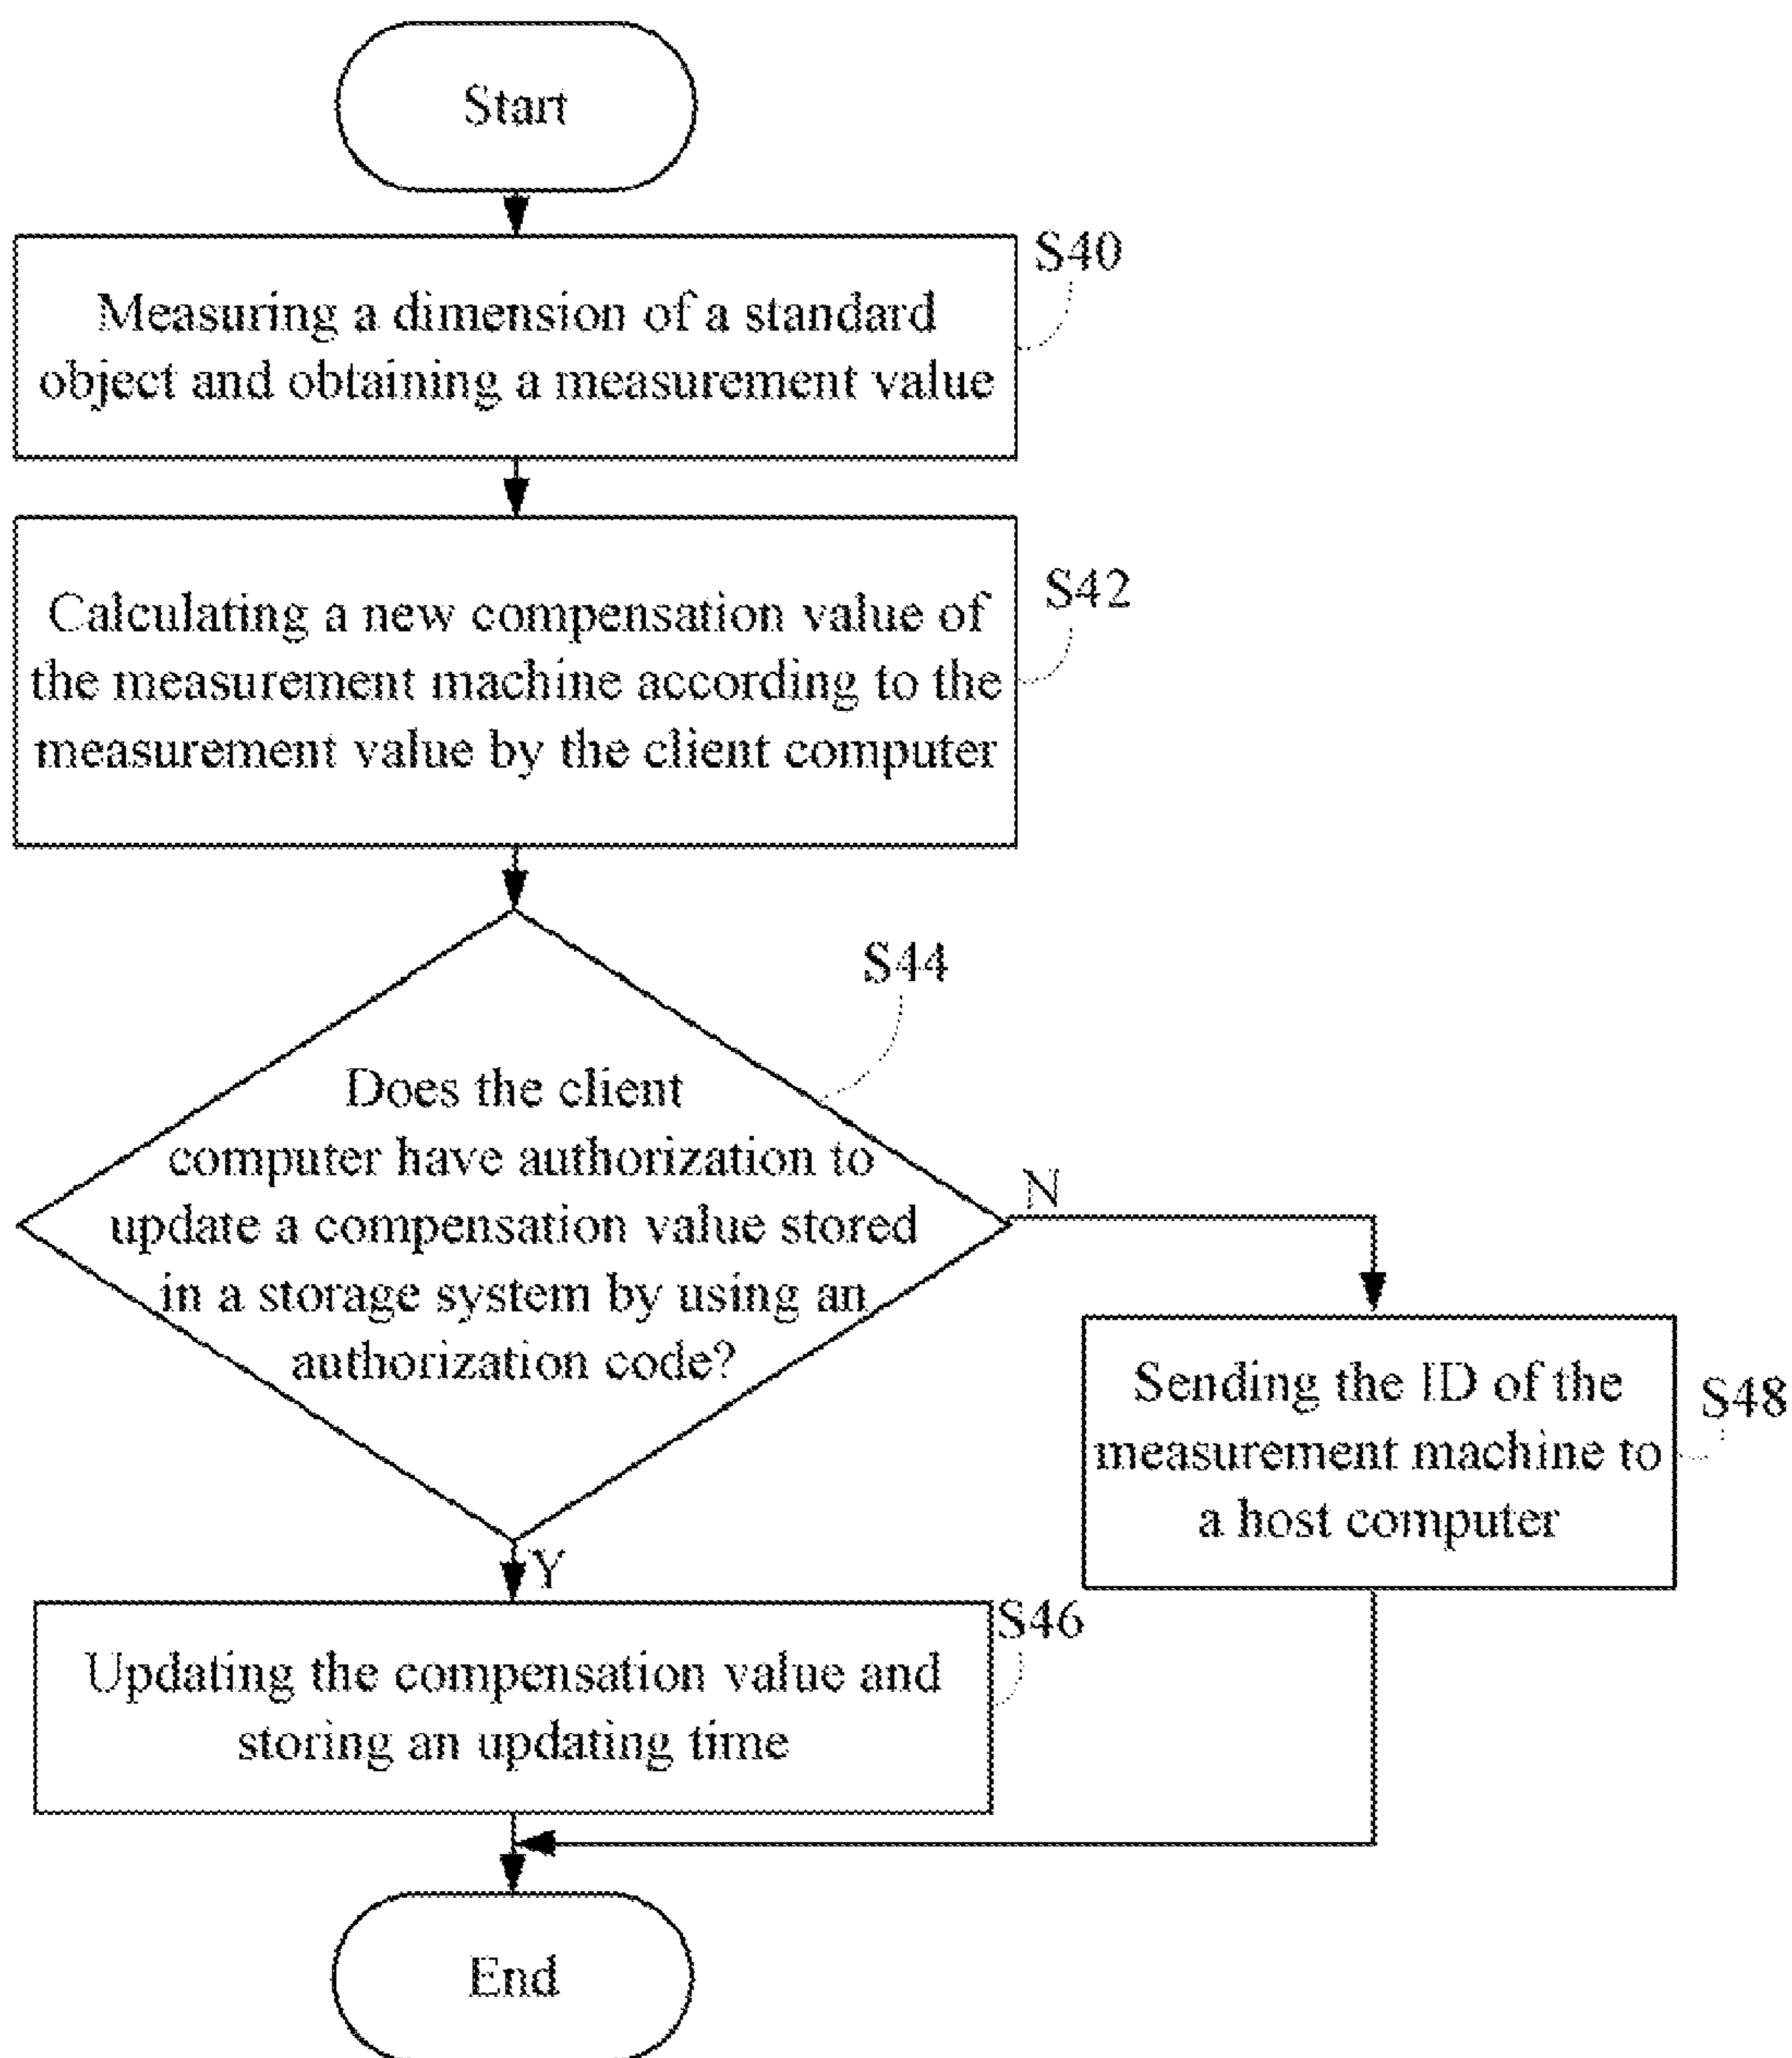 Start
S40
Measuring a dimension of a standard
object and obtaining a measurement value
S42
Calculating a new compensation value of
the measurement machine according to the
measurement value by the client computer
S44
Does the client
computer have authorization to
update a compensation value stored
in a storage system by using an
authorization code?
N
Sending the ID of the
measurement machine to
a host computer
S48
Y
S46
Updating the compensation value and
storing an updating time
End